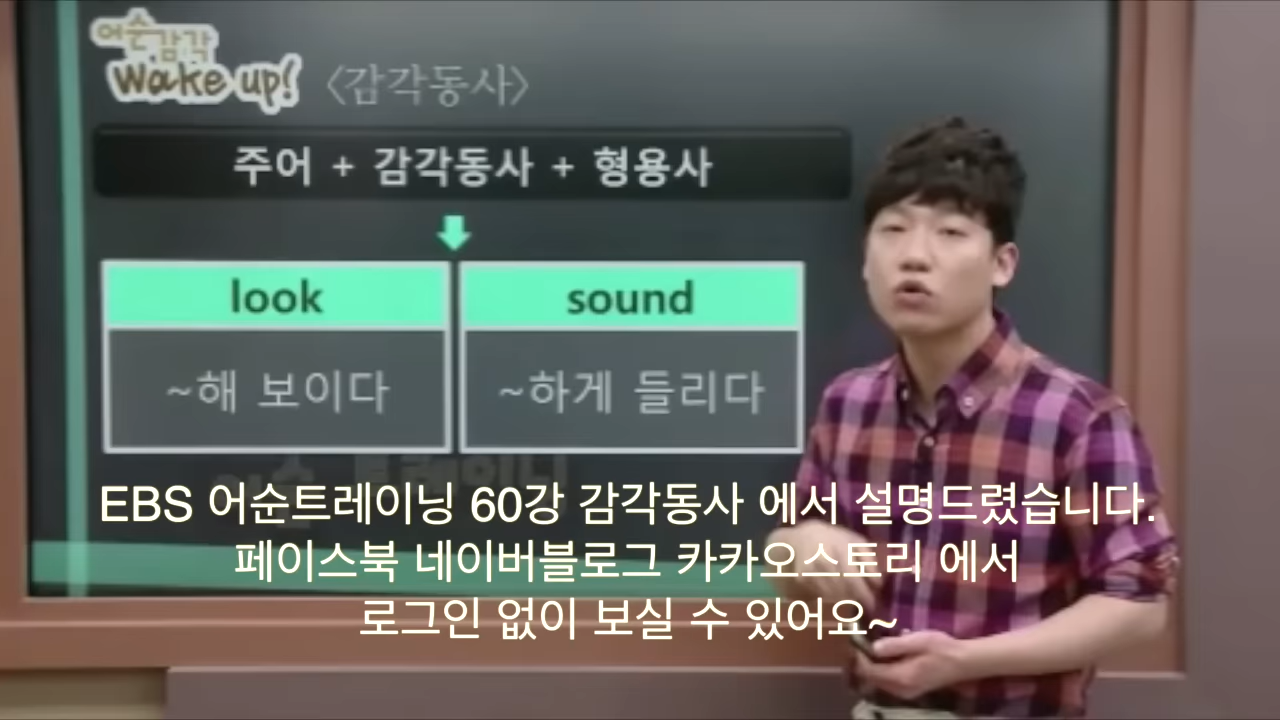 어순감각
Wake up! <감각동사>
주어 + 감각동사 + 형용사
look sound
~해 보이다 ~하게 들리다
EBS 어순트레이닝 60강 감각동사 에서 설명드렸습니다.
페이스북 네이버블로그 카카오스토리 에서
로그인 없이 보실 수 있어요~